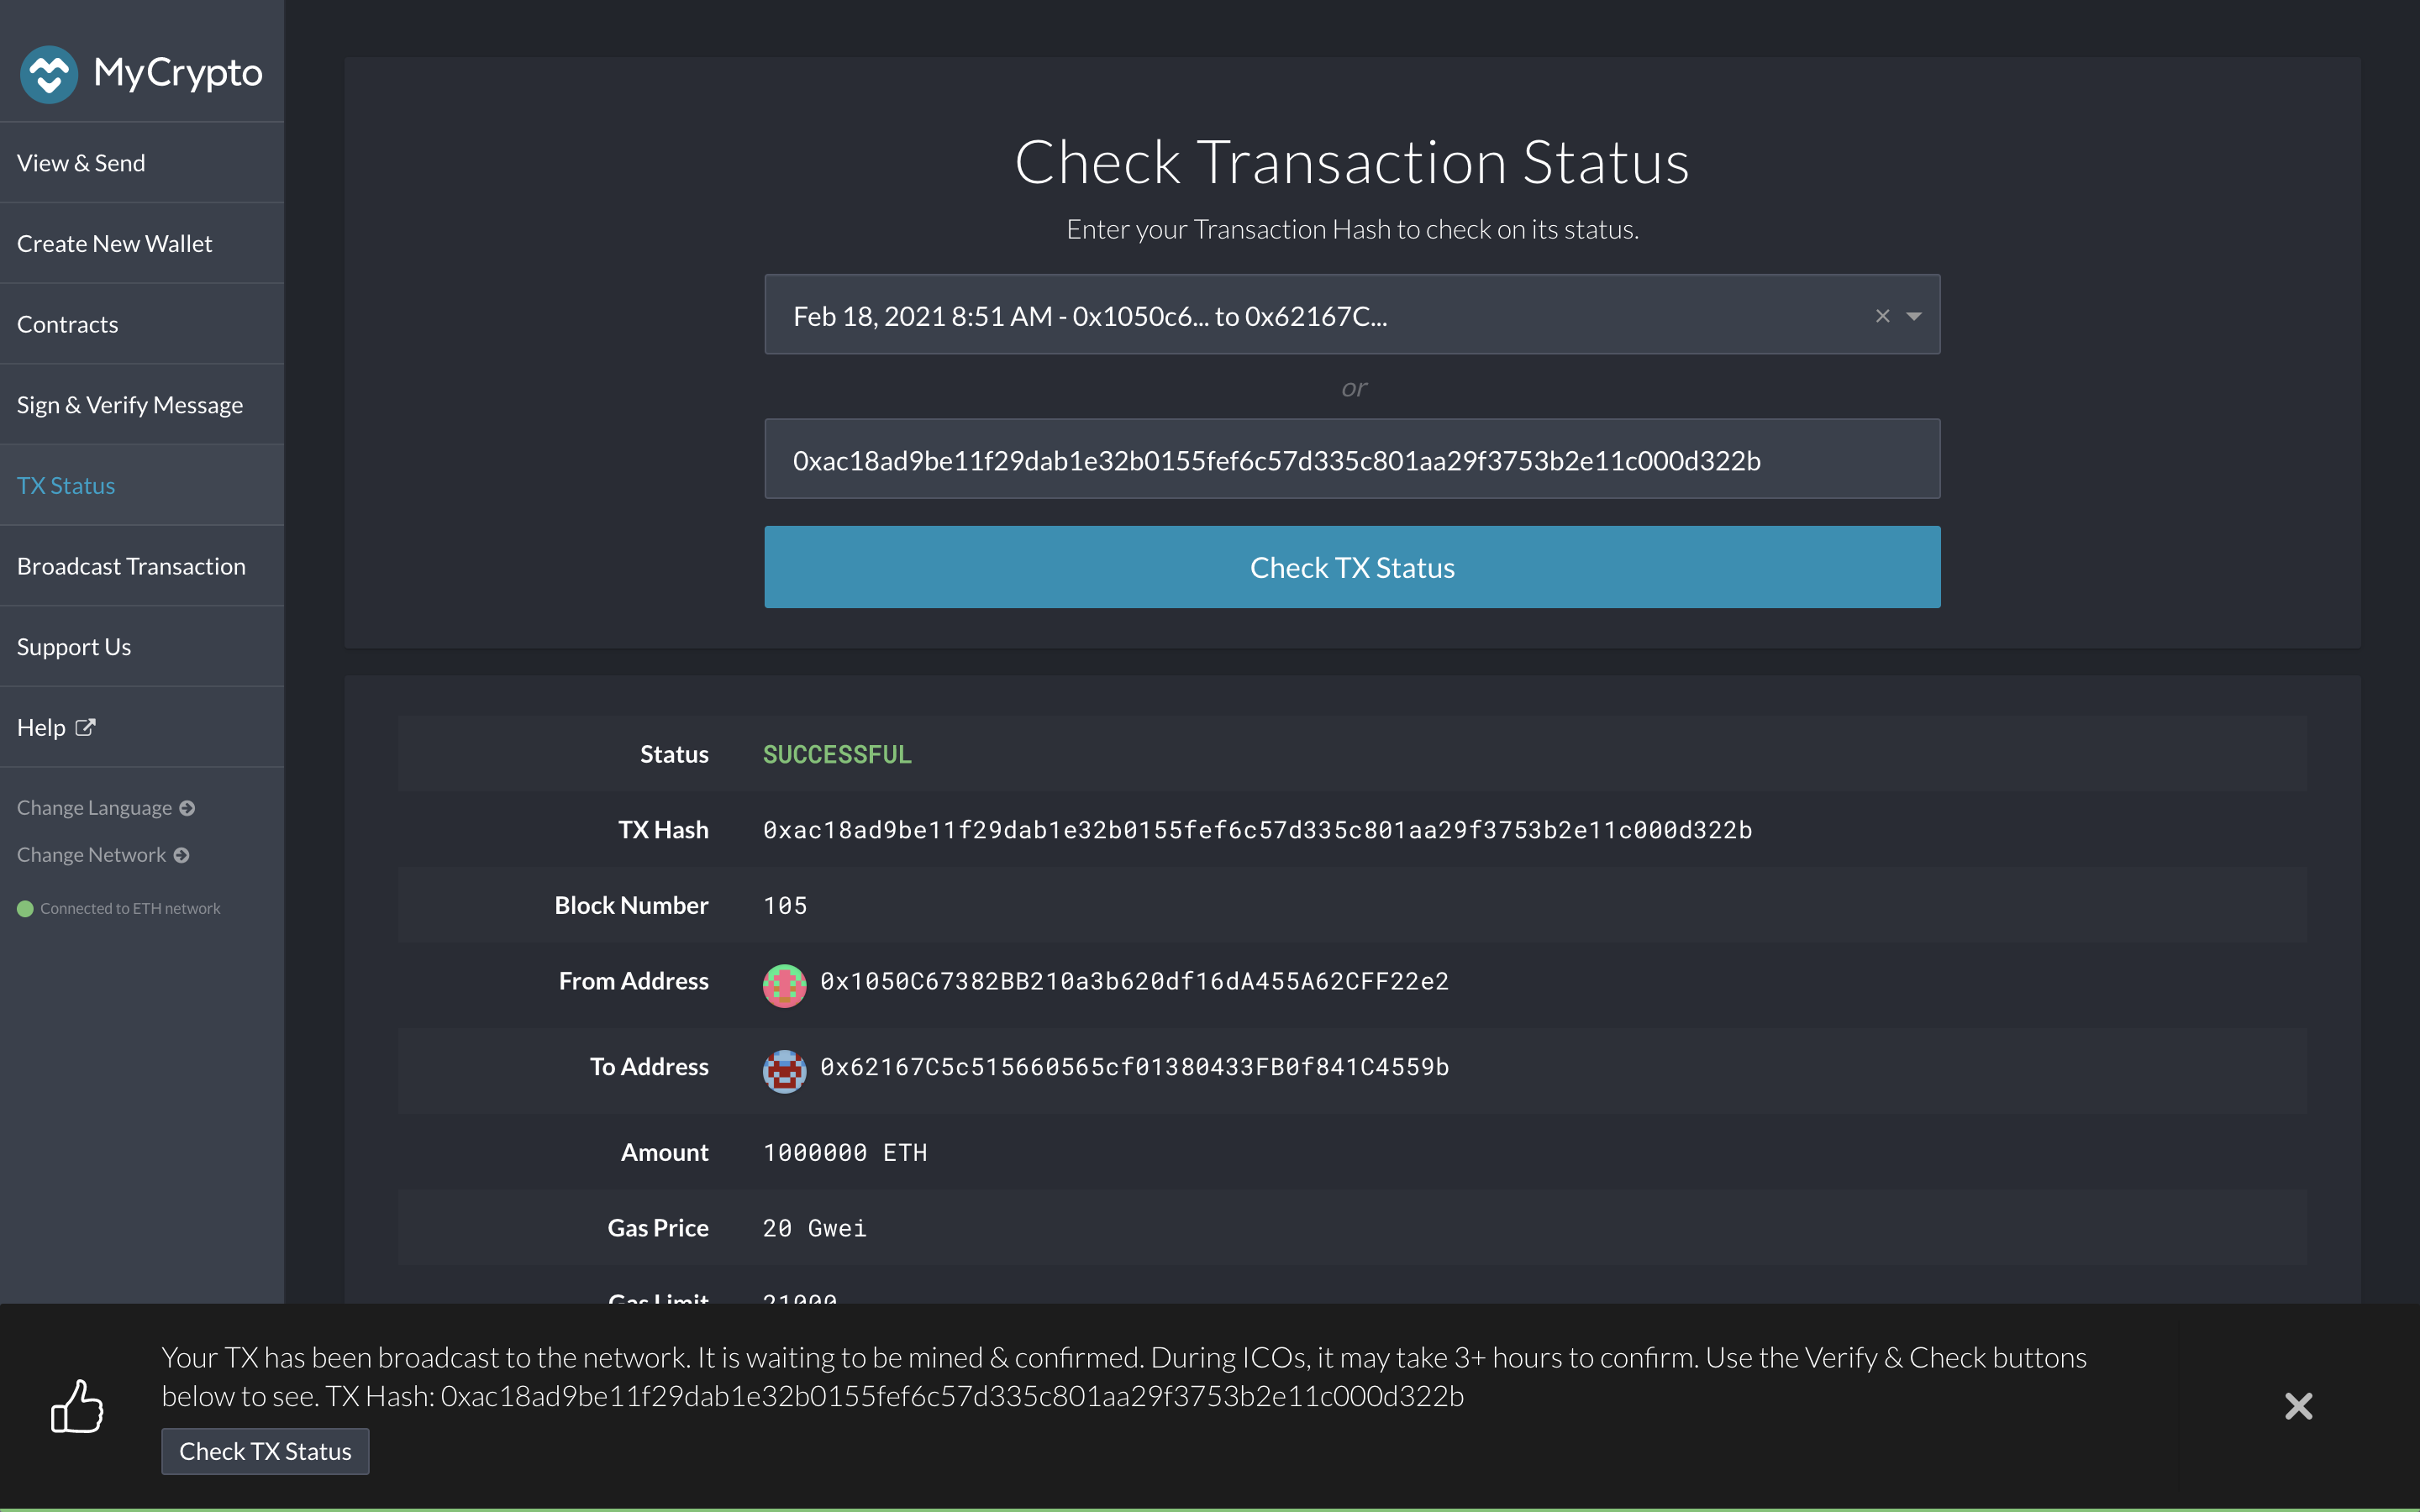 MyCrypto
View & Send
Create New Wallet
Contracts
Sign & Verify Message
TX Status
Broadcast Transaction
Support Us
Help
Change Language
Change Network
Connected to ETH network
Check Transaction Status
Enter your Transaction Hash to check on its status.
Feb 18, 2021 8:51 AM - 0x1050c6... to 0x62167C...
or
0xac18ad9be11f29dab1e32b0155fef6c57d335c801aa29f3753b2e11c000d322b
Check TX Status
Status SUCCESSFUL
TX Hash 0xac18ad9be11f29dab1e32b0155fef6c57d335c801aa29f3753b2e11c000d322b
Block Number 105
From Address 0x1050C67382BB210a3b620df16dA455A62CFF22e2
To Address 0x62167C5c515660565cf01380433FB0f841C4559b
Amount 1000000 ETH
Gas Price 20 Gwei
Gas Limit 21000
Your TX has been broadcast to the network. It is waiting to be mined & confirmed. During ICOs, it may take 3+ hours to confirm. Use the Verify & Check buttons
below to see. TX Hash: 0xac18ad9be11f29dab1e32b0155fef6c57d335c801aa29f3753b2e11c000d322b
Check TX Status